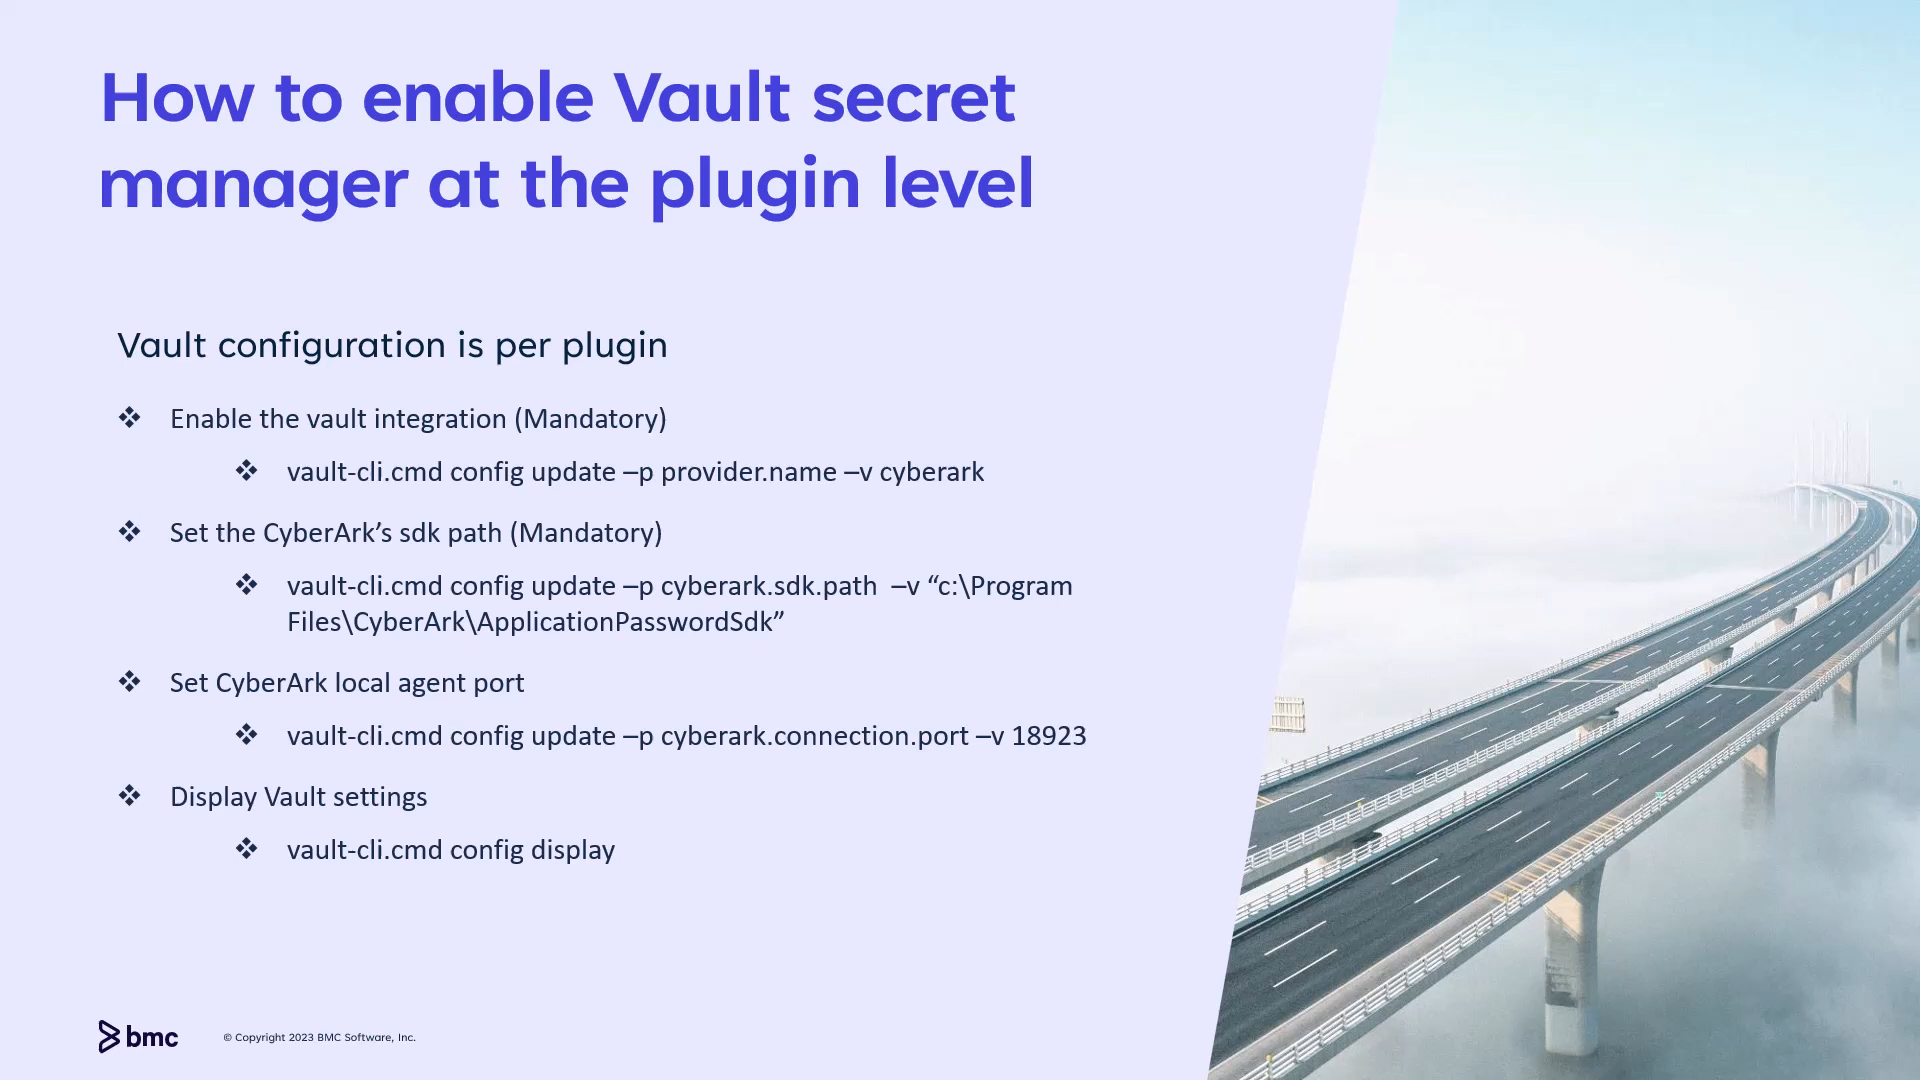 How to enable Vault secret
manager at the plugin level
Vault configuration is per plugin
❖ Enable the vault integration (Mandatory)
❖ vault-cli.cmd config update –p provider.name –v cyberark
❖ Set the CyberArk’s sdk path (Mandatory)
❖ vault-cli.cmd config update –p cyberark.sdk.path  –v “c:\Program
Files\CyberArk\ApplicationPasswordSdk”
❖ Set CyberArk local agent port
❖ vault-cli.cmd config update –p cyberark.connection.port –v 18923
❖ Display Vault settings
❖ vault-cli.cmd config display
bmc © Copyright 2023 BMC Software, Inc.